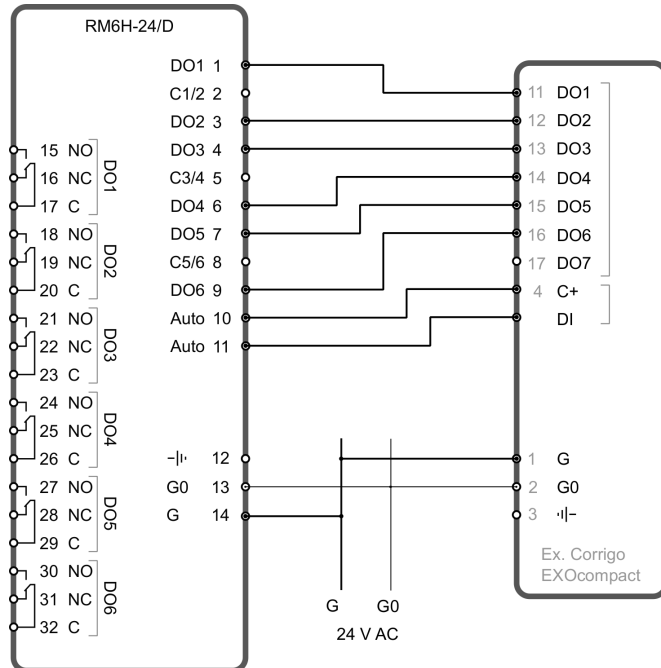 RM6H-24/D
DO1 1
C1/2 2
DO2 3
DO3 4
C3/4 5
DO4 6
DO5 7
C5/6 8
DO6 9
Auto 10
Auto 11
12
G0 13
G 14
15 NO
16 NC
17 C
DO1
18 NO
19 NC
20 C
DO2
21 NO
22 NC
23 C
DO3
24 NO
25 NC
26 C
DO4
27 NO
28 NC
29 C
DO5
30 NO
31 NC
32 C
DO6
11 DO1
12 DO2
13 DO3
14 DO4
15 DO5
16 DO6
17 DO7
4 C+
DI
1 G
2 G0
3
Ex. Corrigo
EXOcompact
G G0
24 V AC